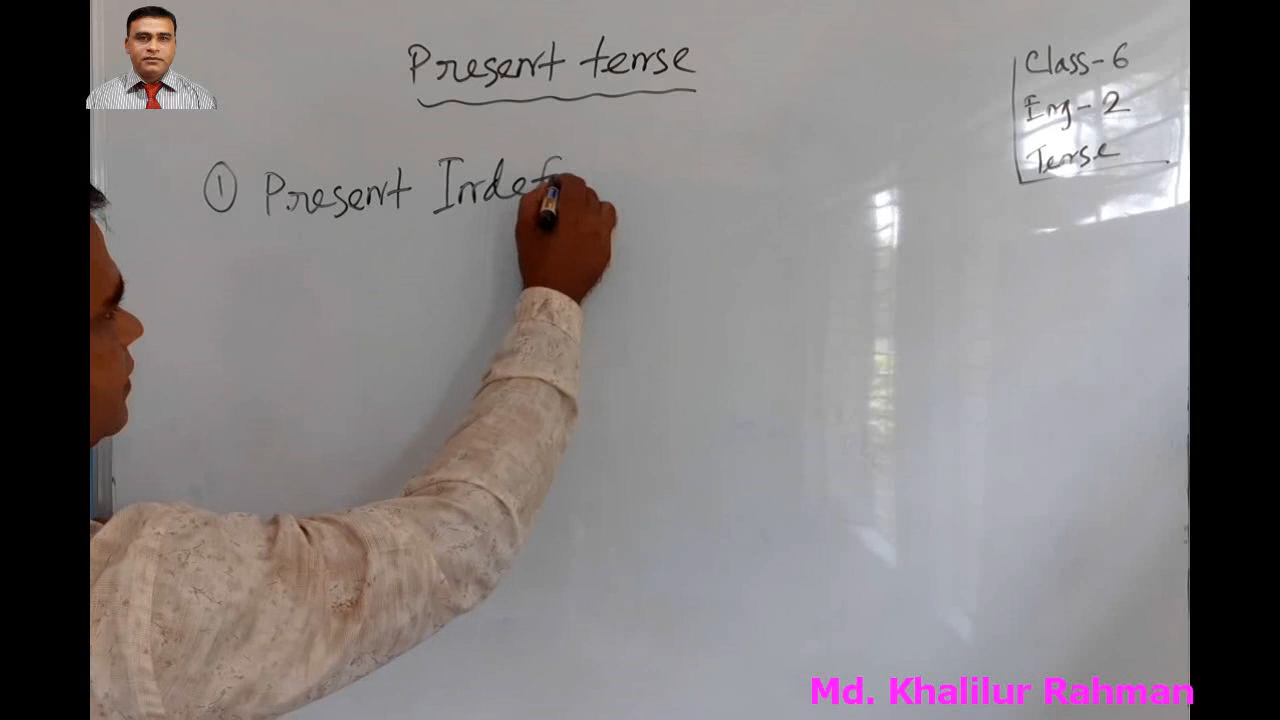 Present tense
Class-6
Eng-2
Tense
① Present Indef
Md. Khalilur Rahman